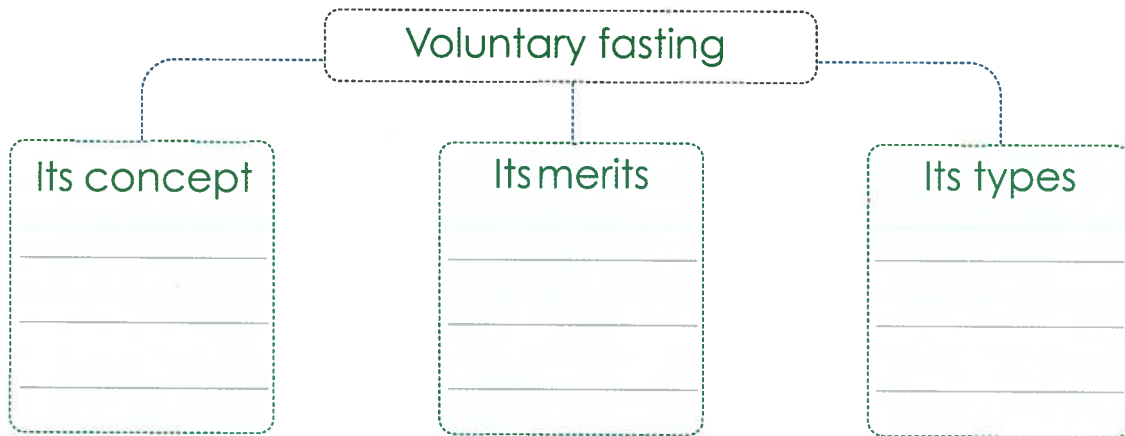 Voluntary fasting
Its concept
Its merits
Its types